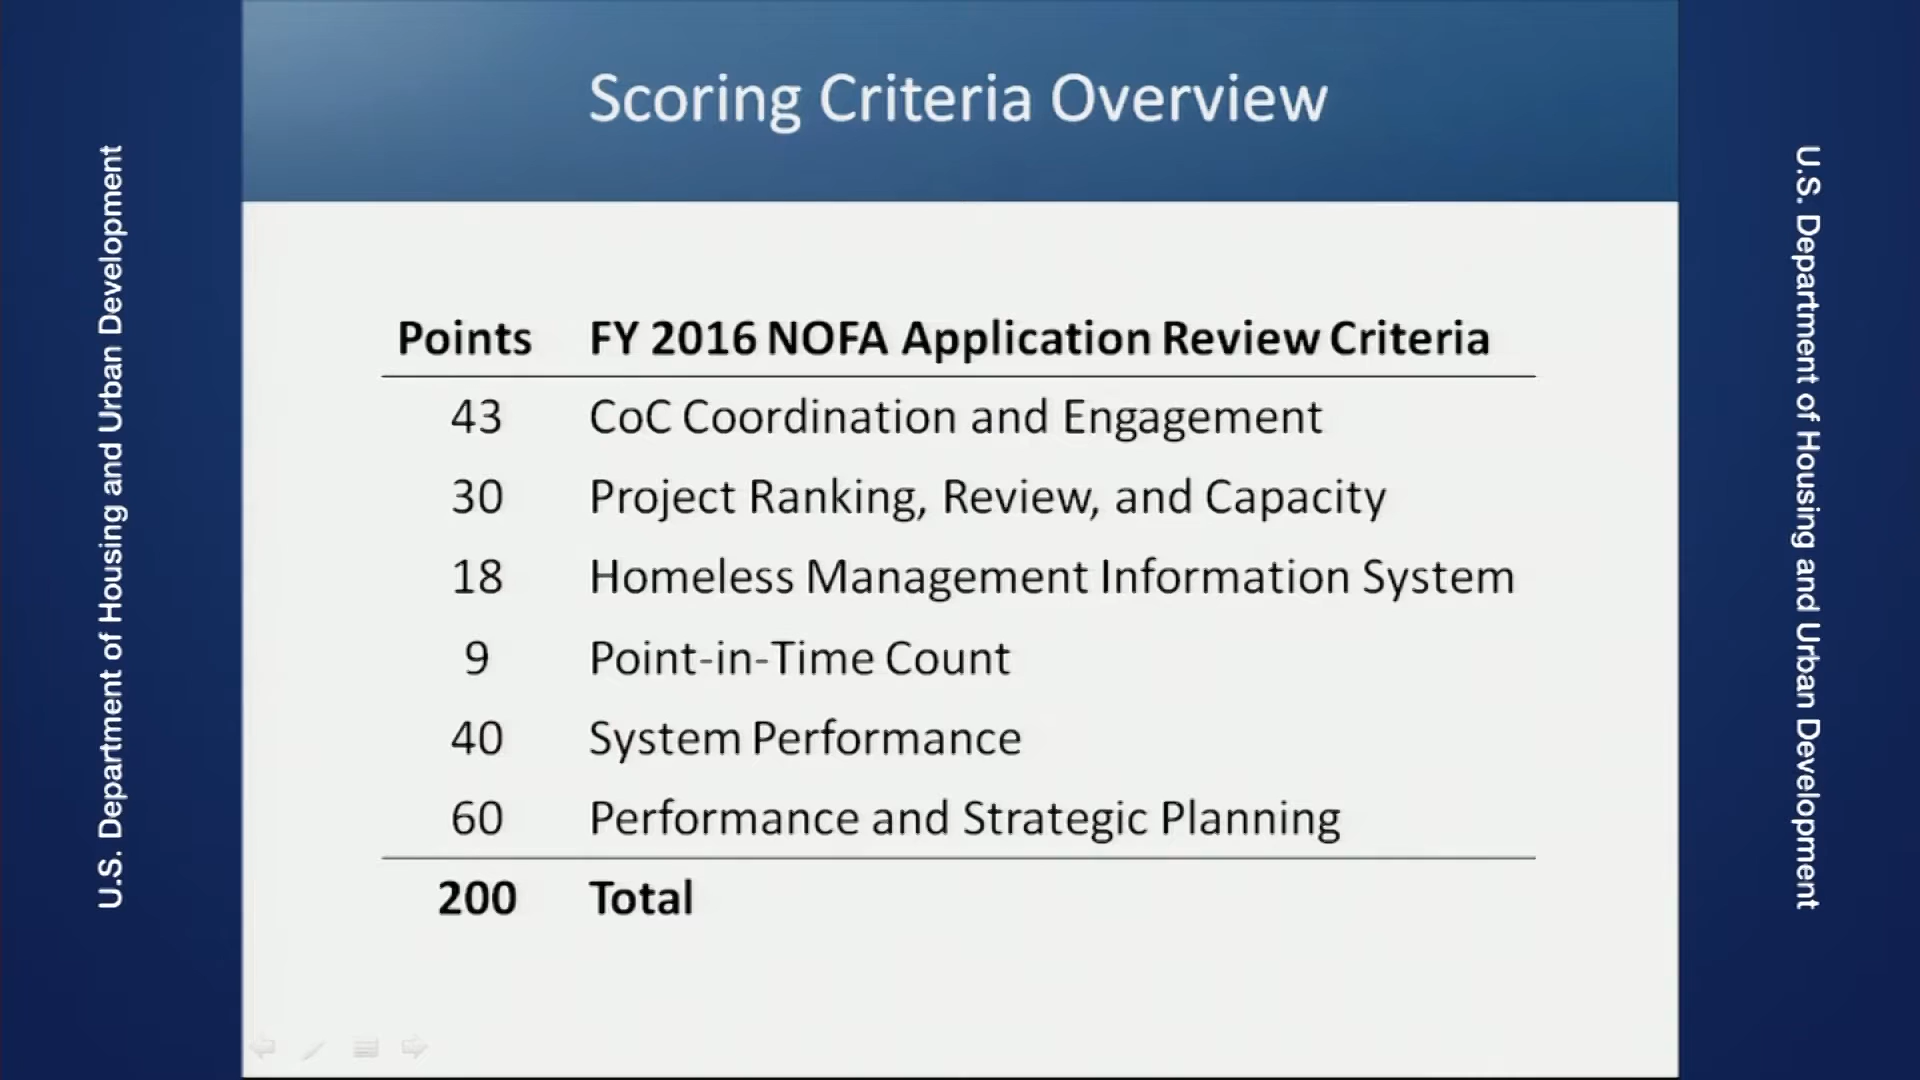 U.S. Department of Housing and Urban Development
Scoring Criteria Overview
Points FY 2016 NOFA Application Review Criteria
43 CoC Coordination and Engagement
30 Project Ranking, Review, and Capacity
18 Homeless Management Information System
9 Point-in-Time Count
40 System Performance
60 Performance and Strategic Planning
200 Total
U.S. Department of Housing and Urban Development